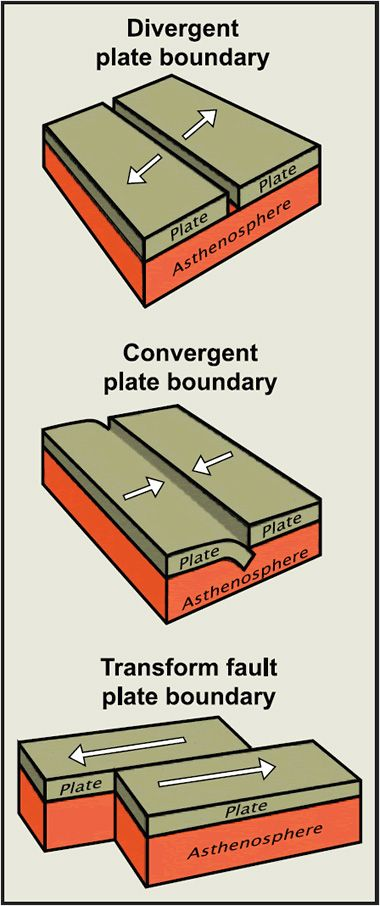 Divergent
plate boundary
Plate
Plate
Asthenosphere
Convergent
plate boundary
Plate
Plate
Asthenosphere
Transform fault
plate boundary
Plate
Plate
Asthenosphere